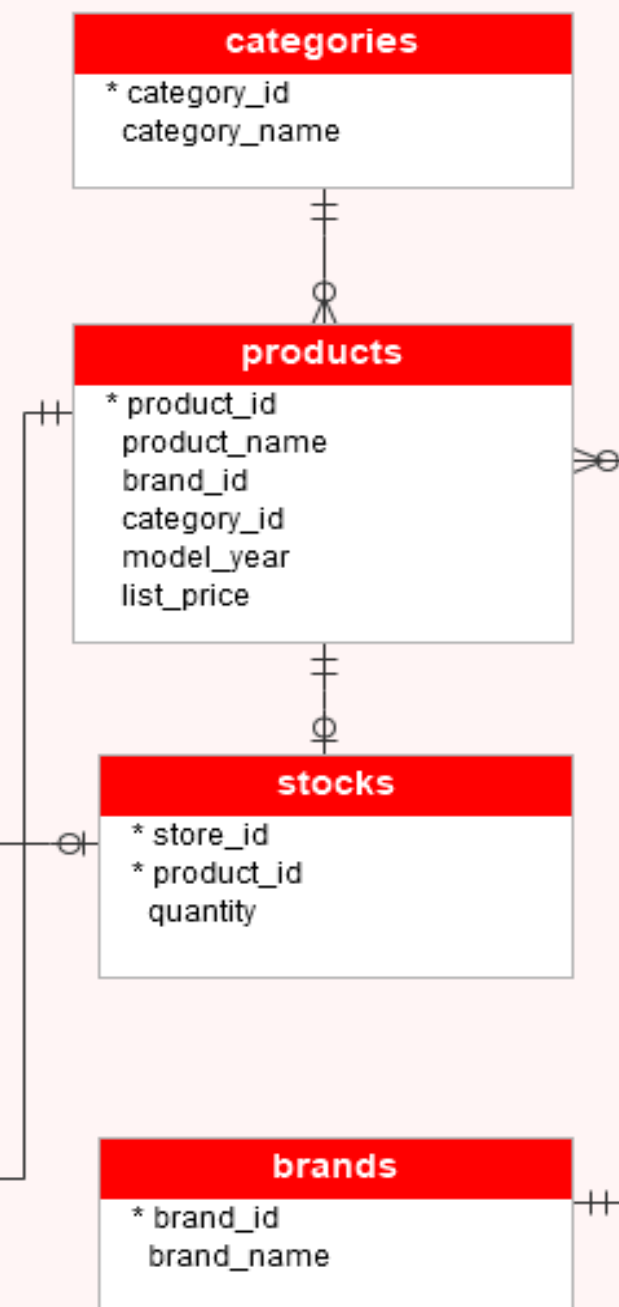 categories
* category_id
category_name
products
* product_id
product_name
brand_id
category_id
model_year
list_price
stocks
* store_id
* product_id
quantity
brands
* brand_id
brand_name